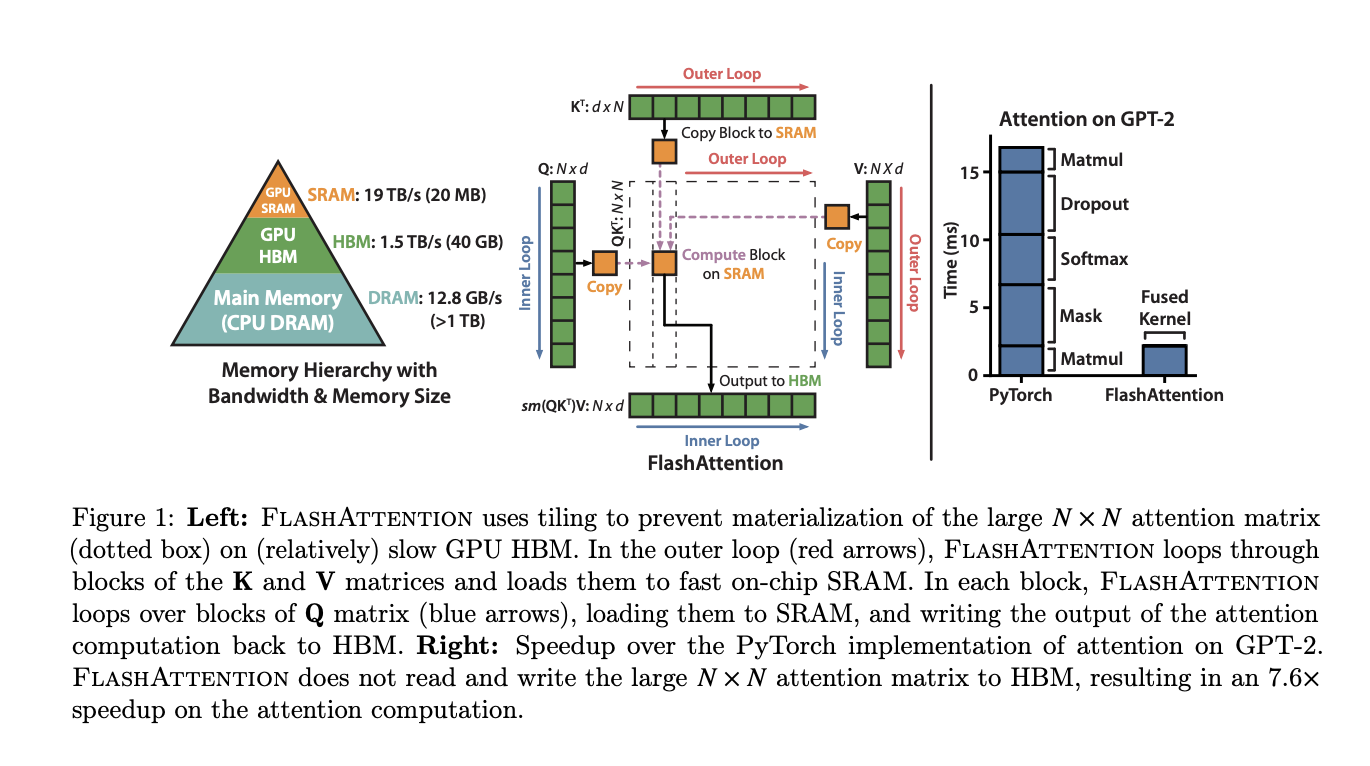 GPU
SRAM
SRAM: 19 TB/s (20 MB)
GPU
HBM
HBM: 1.5 TB/s (40 GB)
Main Memory
(CPU DRAM)
DRAM: 12.8 GB/s
(>1 TB)
Memory Hierarchy with
Bandwidth & Memory Size
Outer Loop
Kᵀ: d x N
Copy Block to SRAM
Outer Loop
Q: N x d
V: N X d
QKᵀ: N x N
Inner Loop
Copy
Compute Block
on SRAM
Copy
Inner Loop
Outer Loop
Output to HBM
sm(QKᵀ)V: N x d
Inner Loop
FlashAttention
Attention on GPT-2
Time (ms)
15
10
5
0
Matmul
Dropout
Softmax
Mask
Matmul
Fused
Kernel
PyTorch
FlashAttention
Figure 1: Left: FLASHATTENTION uses tiling to prevent materialization of the large N × N attention matrix
(dotted box) on (relatively) slow GPU HBM. In the outer loop (red arrows), FLASHATTENTION loops through
blocks of the K and V matrices and loads them to fast on-chip SRAM. In each block, FLASHATTENTION
loops over blocks of Q matrix (blue arrows), loading them to SRAM, and writing the output of the attention
computation back to HBM. Right: Speedup over the PyTorch implementation of attention on GPT-2.
FLASHATTENTION does not read and write the large N × N attention matrix to HBM, resulting in an 7.6×
speedup on the attention computation.